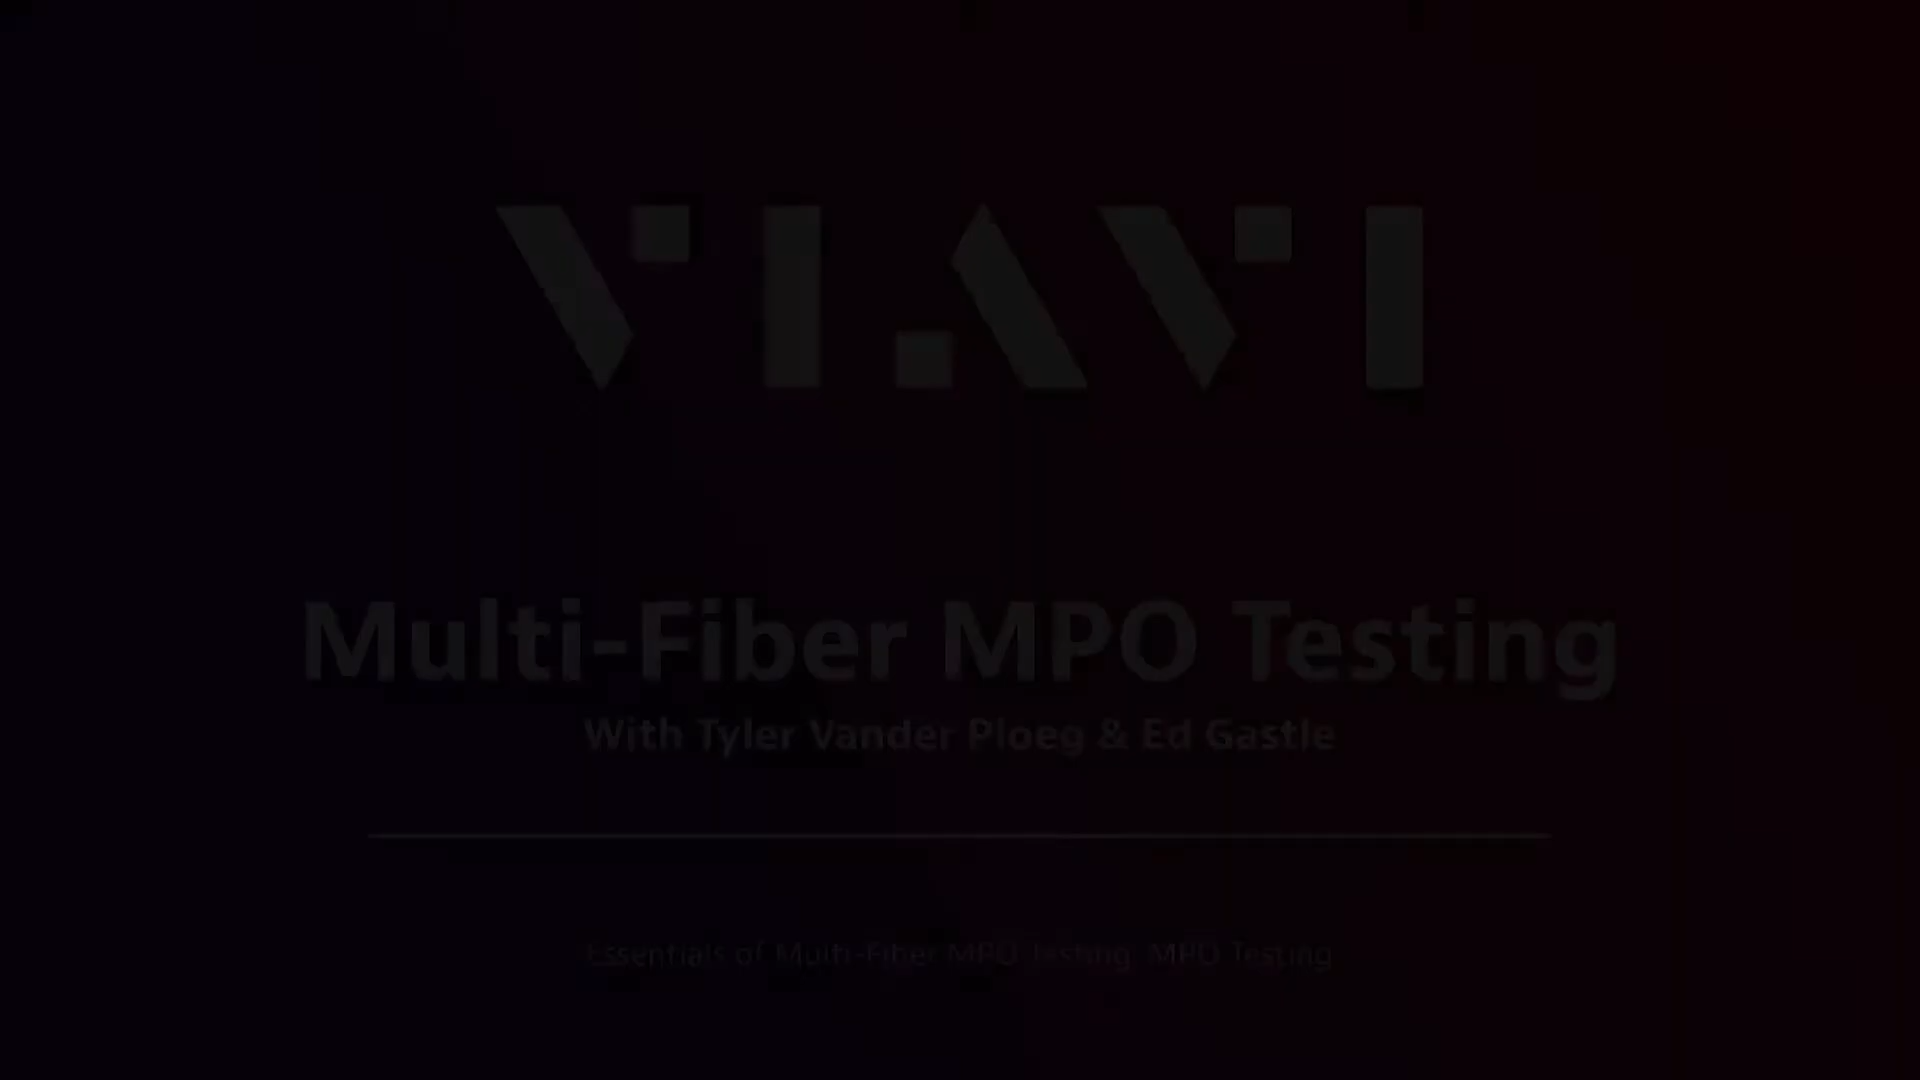 VIAVI
Multi-Fiber MPO Testing
With Tyler Vander Ploeg & Ed Gastle
Essentials of Multi-Fiber MPO Testing: MPO Testing